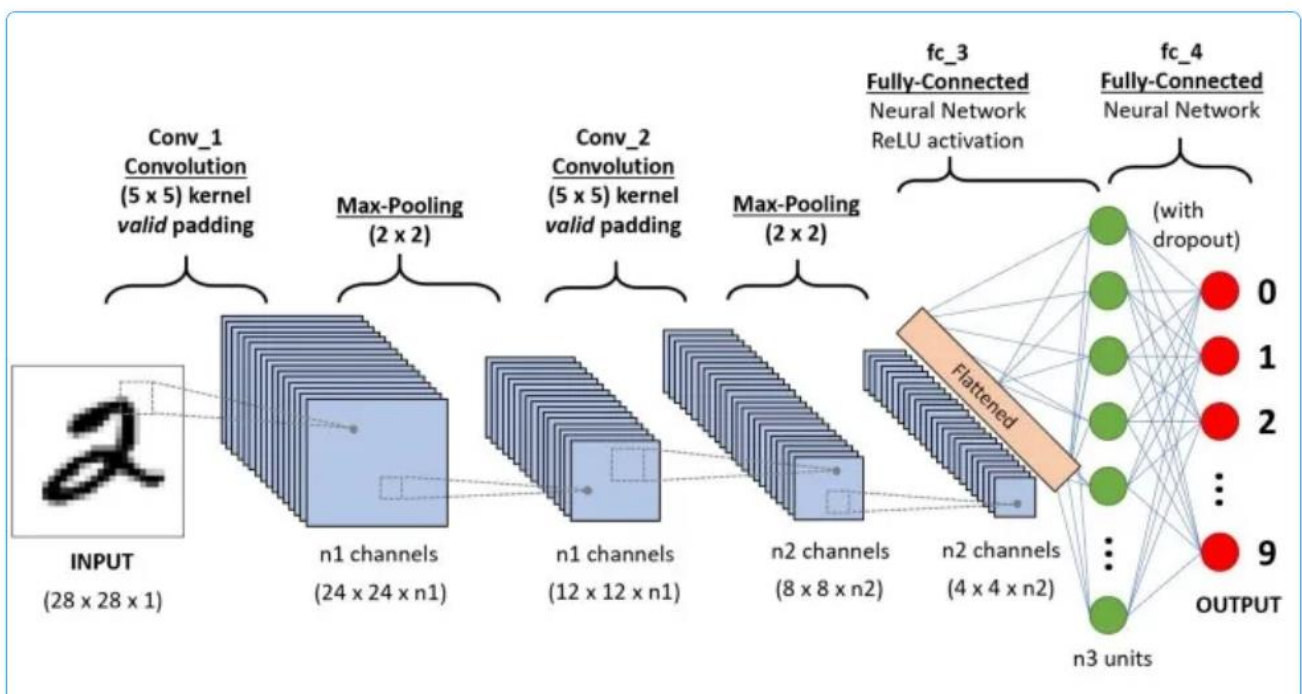 fc_3
Fully-Connected
Neural Network
ReLU activation
fc_4
Fully-Connected
Neural Network
Conv_1
Convolution
(5 x 5) kernel
valid padding
Max-Pooling
(2 x 2)
Conv_2
Convolution
(5 x 5) kernel
valid padding
Max-Pooling
(2 x 2)
(with
dropout)
Flattened
0
1
2
9
INPUT
(28 x 28 x 1)
n1 channels
(24 x 24 x n1)
n1 channels
(12 x 12 x n1)
n2 channels
(8 x 8 x n2)
n2 channels
(4 x 4 x n2)
OUTPUT
n3 units